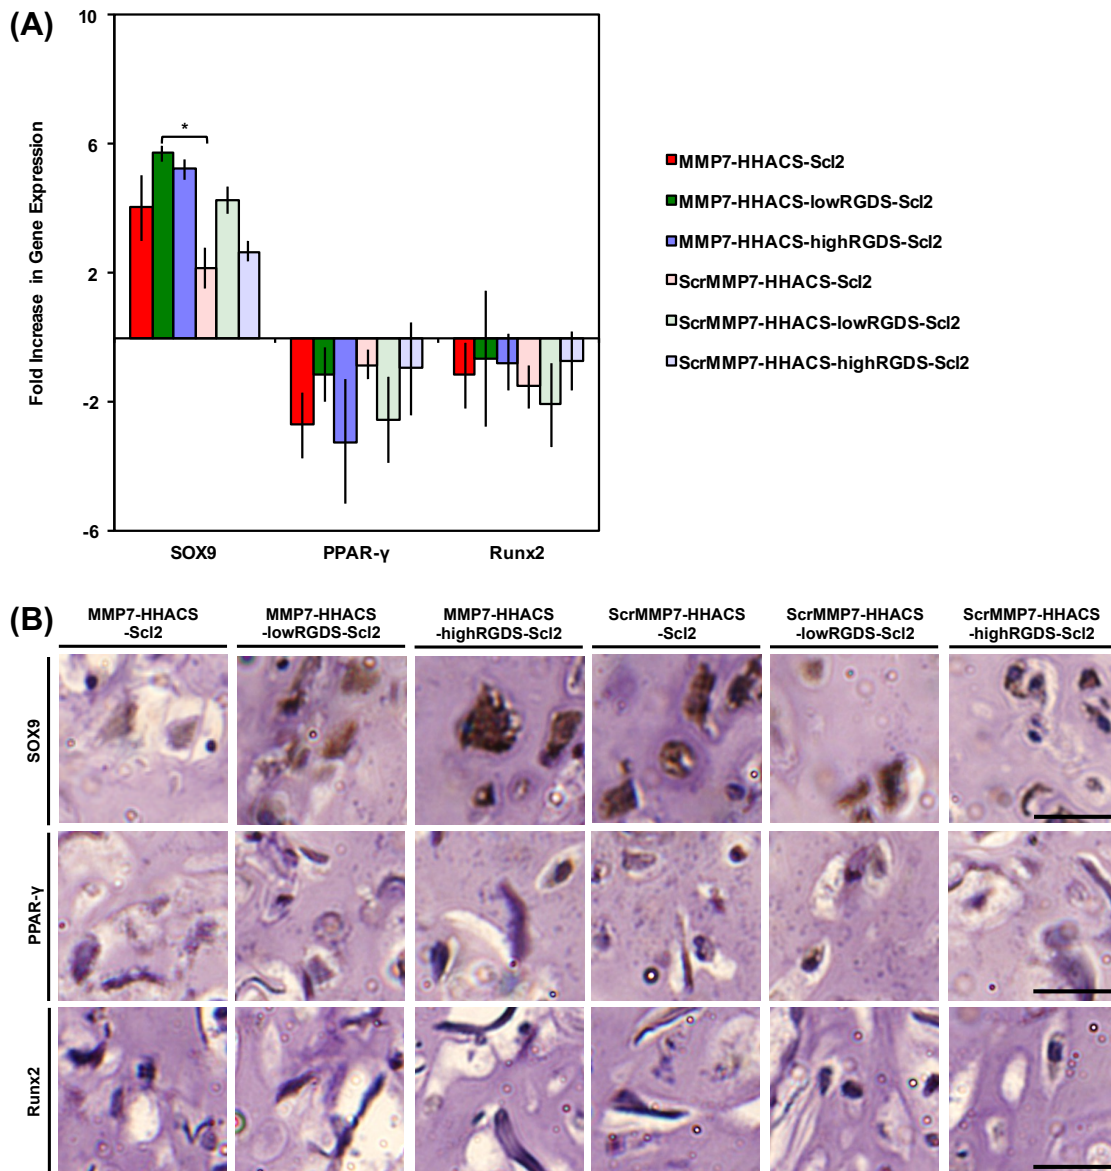 (A)
10
6
2
-2
-6
Fold Increase in Gene Expression
*
SOX9
PPAR-γ
Runx2
MMP7-HHACS-Scl2
MMP7-HHACS-lowRGDS-Scl2
MMP7-HHACS-highRGDS-Scl2
ScrMMP7-HHACS-Scl2
ScrMMP7-HHACS-lowRGDS-Scl2
ScrMMP7-HHACS-highRGDS-Scl2
(B)
MMP7-HHACS
-Scl2
MMP7-HHACS
-lowRGDS-Scl2
MMP7-HHACS
-highRGDS-Scl2
ScrMMP7-HHACS
-Scl2
ScrMMP7-HHACS
-lowRGDS-Scl2
ScrMMP7-HHACS
-highRGDS-Scl2
SOX9
PPAR-γ
Runx2